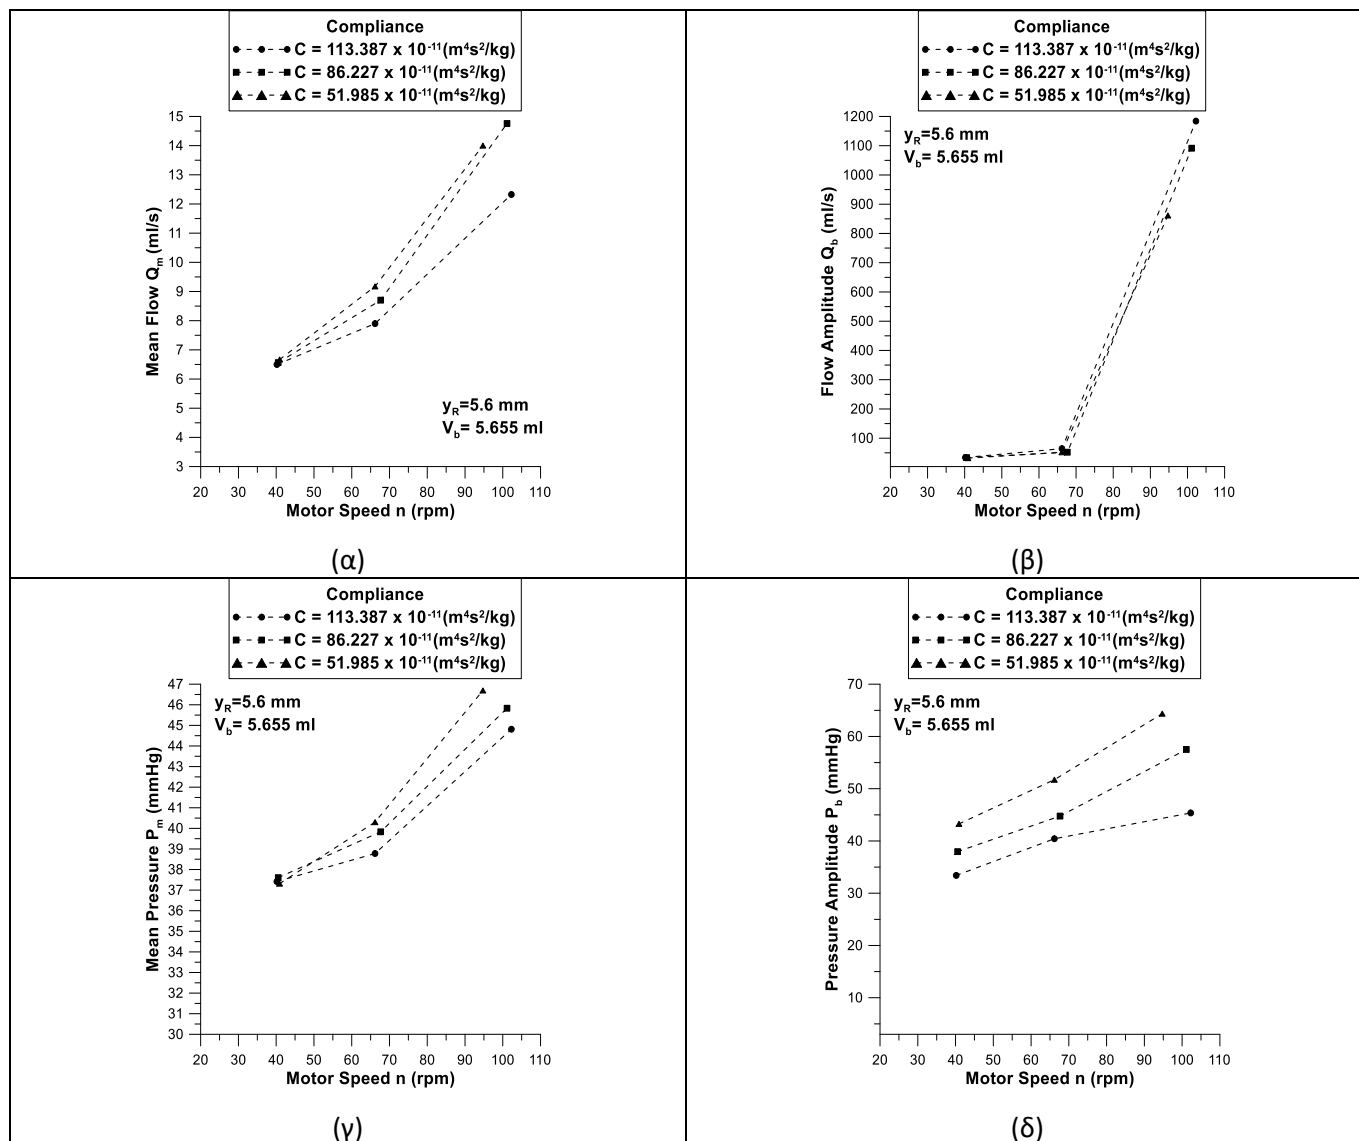 Compliance
C = 113.387 x 10⁻¹¹(m⁴s²/kg)
C = 86.227 x 10⁻¹¹(m⁴s²/kg)
C = 51.985 x 10⁻¹¹(m⁴s²/kg)
15
14
13
12
11
10
9
8
7
6
5
4
3
Mean Flow Qₘ (ml/s)
y_R=5.6 mm
V_b= 5.655 ml
20 30 40 50 60 70 80 90 100 110
Motor Speed n (rpm)
(α)
Compliance
C = 113.387 x 10⁻¹¹(m⁴s²/kg)
C = 86.227 x 10⁻¹¹(m⁴s²/kg)
C = 51.985 x 10⁻¹¹(m⁴s²/kg)
y_R=5.6 mm
V_b= 5.655 ml
1200
1100
1000
900
800
700
600
500
400
300
200
100
Flow Amplitude Q_b (ml/s)
20 30 40 50 60 70 80 90 100 110
Motor Speed n (rpm)
(β)
Compliance
C = 113.387 x 10⁻¹¹(m⁴s²/kg)
C = 86.227 x 10⁻¹¹(m⁴s²/kg)
C = 51.985 x 10⁻¹¹(m⁴s²/kg)
y_R=5.6 mm
V_b= 5.655 ml
47
46
45
44
43
42
41
40
39
38
37
36
35
34
33
32
31
30
Mean Pressure Pₘ (mmHg)
20 30 40 50 60 70 80 90 100 110
Motor Speed n (rpm)
(γ)
Compliance
C = 113.387 x 10⁻¹¹(m⁴s²/kg)
C = 86.227 x 10⁻¹¹(m⁴s²/kg)
C = 51.985 x 10⁻¹¹(m⁴s²/kg)
y_R=5.6 mm
V_b= 5.655 ml
70
60
50
40
30
20
10
Pressure Amplitude P_b (mmHg)
20 30 40 50 60 70 80 90 100 110
Motor Speed n (rpm)
(δ)